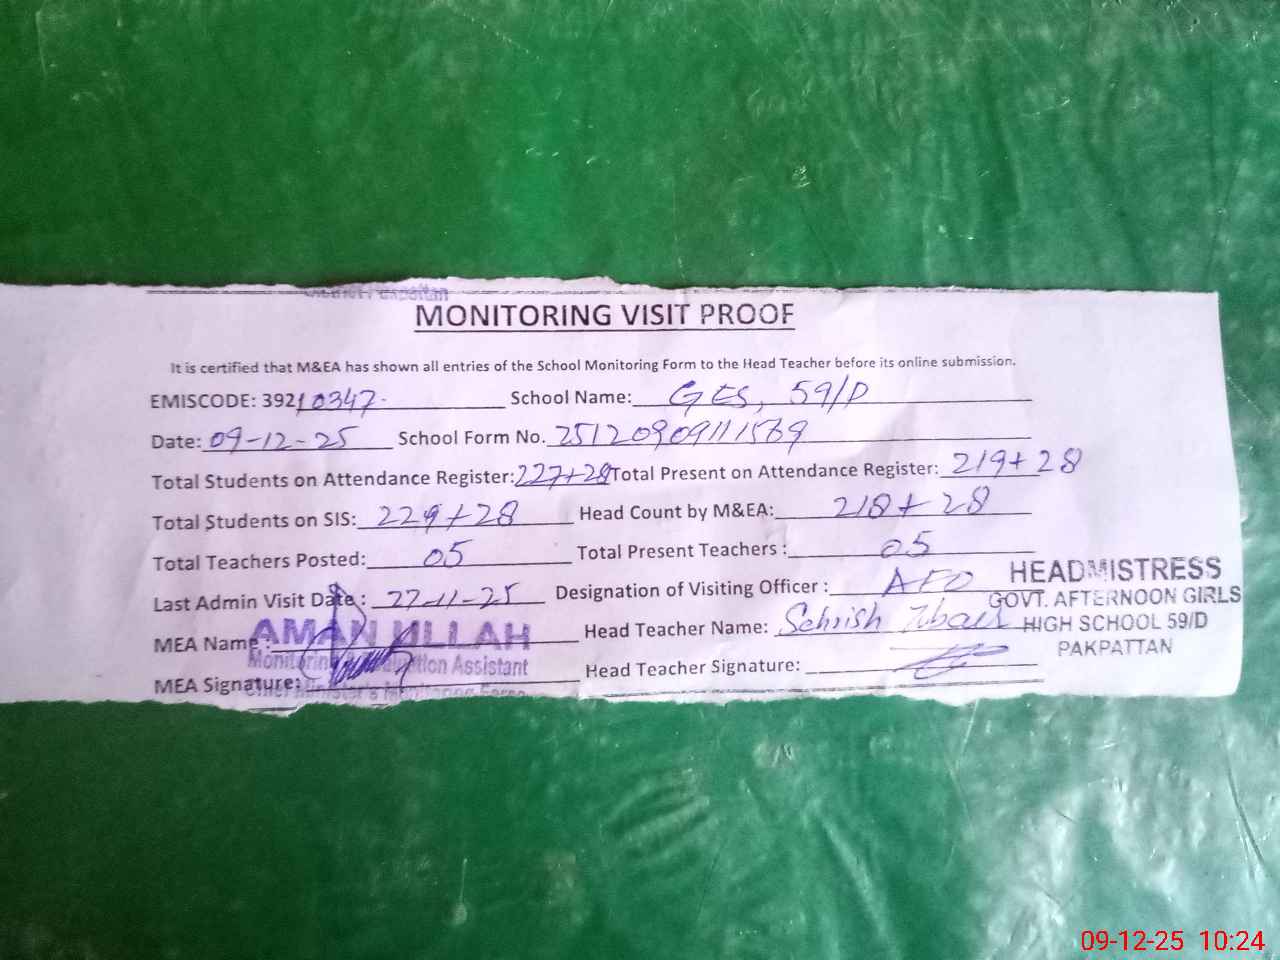 MONITORING VISIT PROOF
It is certified that M&EA has shown all entries of the School Monitoring Form to the Head Teacher before its online submission.
EMISCODE: 39210347 School Name: GES, 59/D
Date: 09-12-25 School Form No. 25120909111569
Total Students on Attendance Register: 227+28 Total Present on Attendance Register: 219+28
Total Students on SIS: 229+28 Head Count by M&EA: 218+28
Total Teachers Posted: 05 Total Present Teachers : 05
Last Admin Visit Date : 27-11-25 Designation of Visiting Officer : AEO
MEA Name : AMAN ULLAH Head Teacher Name: Sehrish Zubair
Monitoring & Evaluation Assistant
MEA Signature: Head Teacher Signature:
HEADMISTRESS
GOVT. AFTERNOON GIRLS
HIGH SCHOOL 59/D
PAKPATTAN
09-12-25 10:24